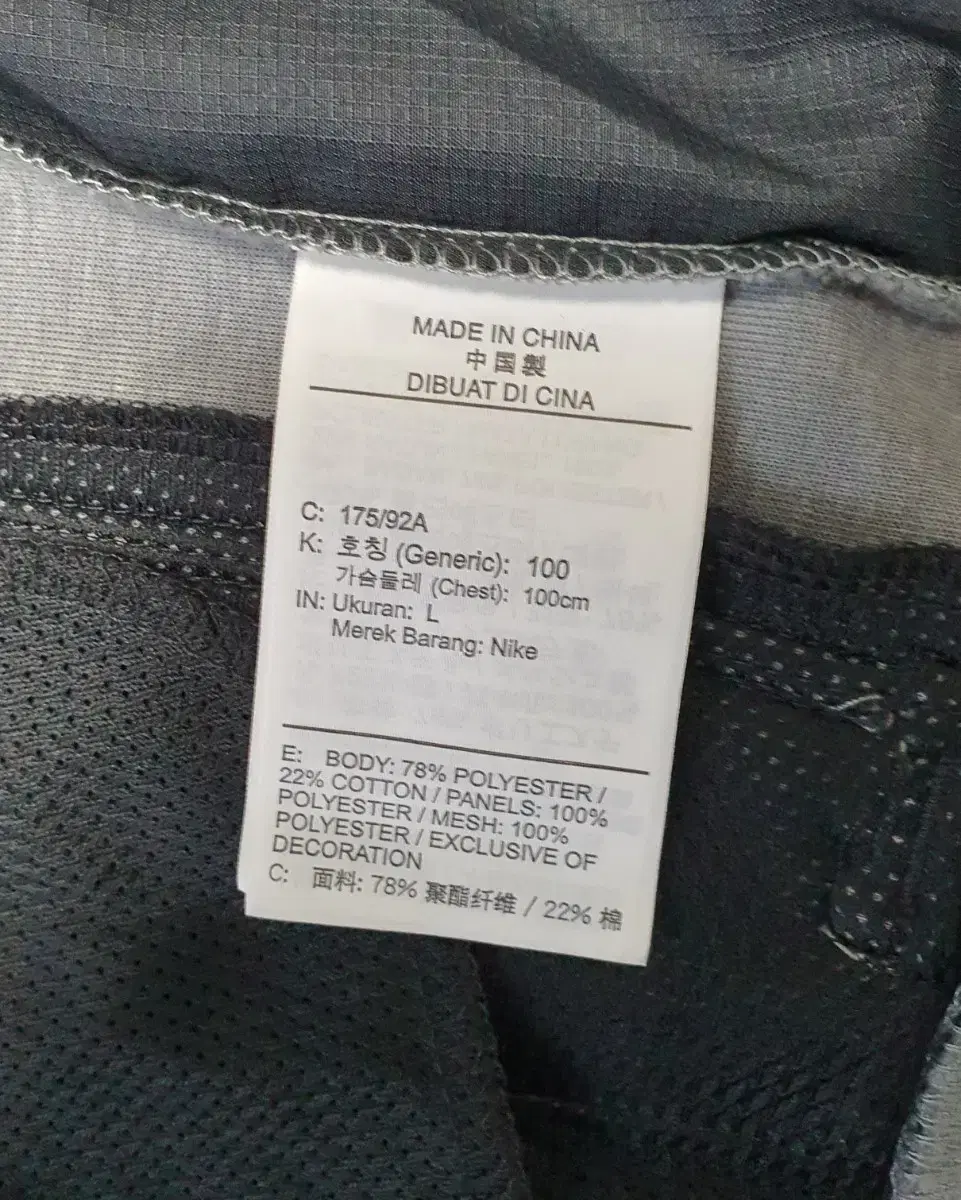 MADE IN CHINA
中国製
DIBUAT DI CINA
C: 175/92A
K: 호칭 (Generic): 100
가슴둘레 (Chest): 100cm
IN: Ukuran: L
Merek Barang: Nike
E: BODY: 78% POLYESTER /
22% COTTON / PANELS: 100%
POLYESTER / MESH: 100%
POLYESTER / EXCLUSIVE OF
DECORATION
C: 面料: 78% 聚酯纤维 / 22% 棉